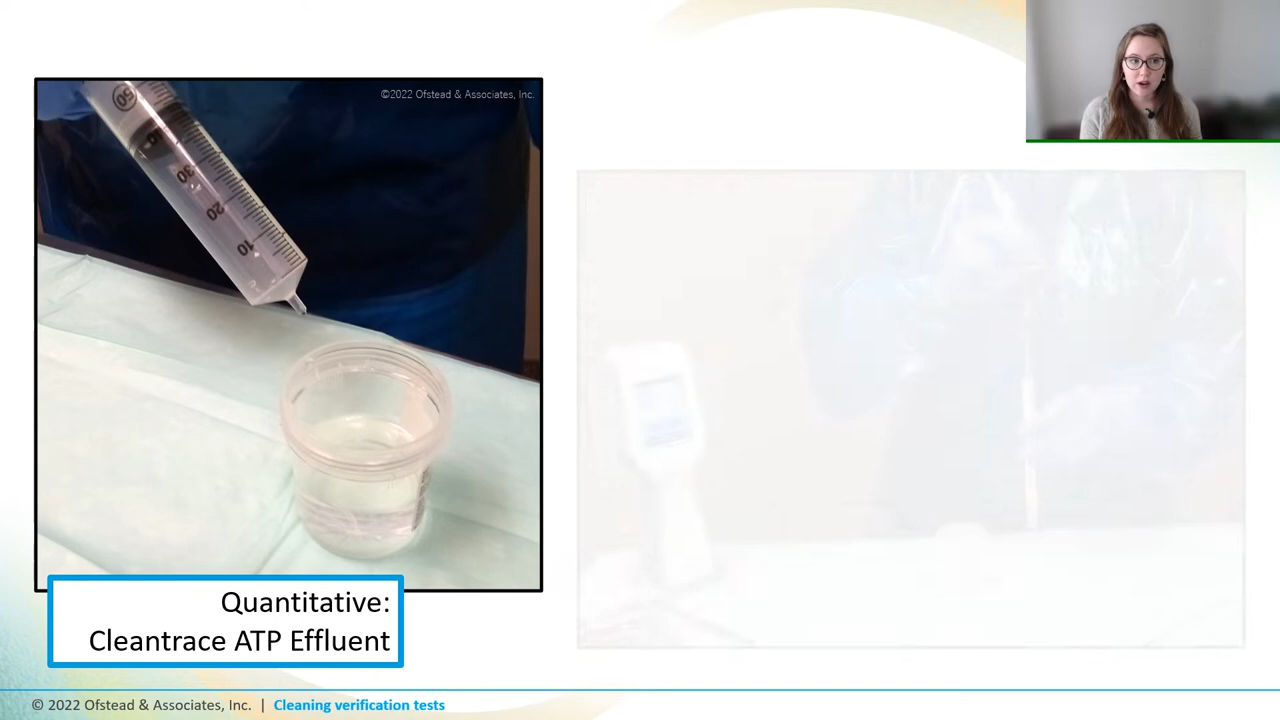 ©2022 Ofstead & Associates, Inc.
50
40
30
20
10
Quantitative:
Cleantrace ATP Effluent
© 2022 Ofstead & Associates, Inc. | Cleaning verification tests